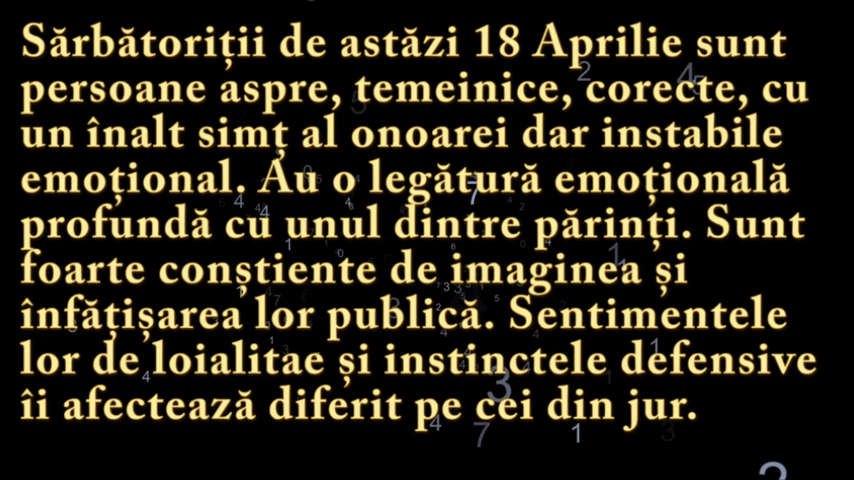 Sărbătoriții de astăzi 18 Aprilie sunt
persoane aspre, temeinice, corecte, cu
un înalt simț al onoarei dar instabile
emoțional. Au o legătură emoțională
profundă cu unul dintre părinți. Sunt
foarte conștiente de imaginea și
înfățișarea lor publică. Sentimentele
lor de loialitae și instinctele defensive
îi afectează diferit pe cei din jur.